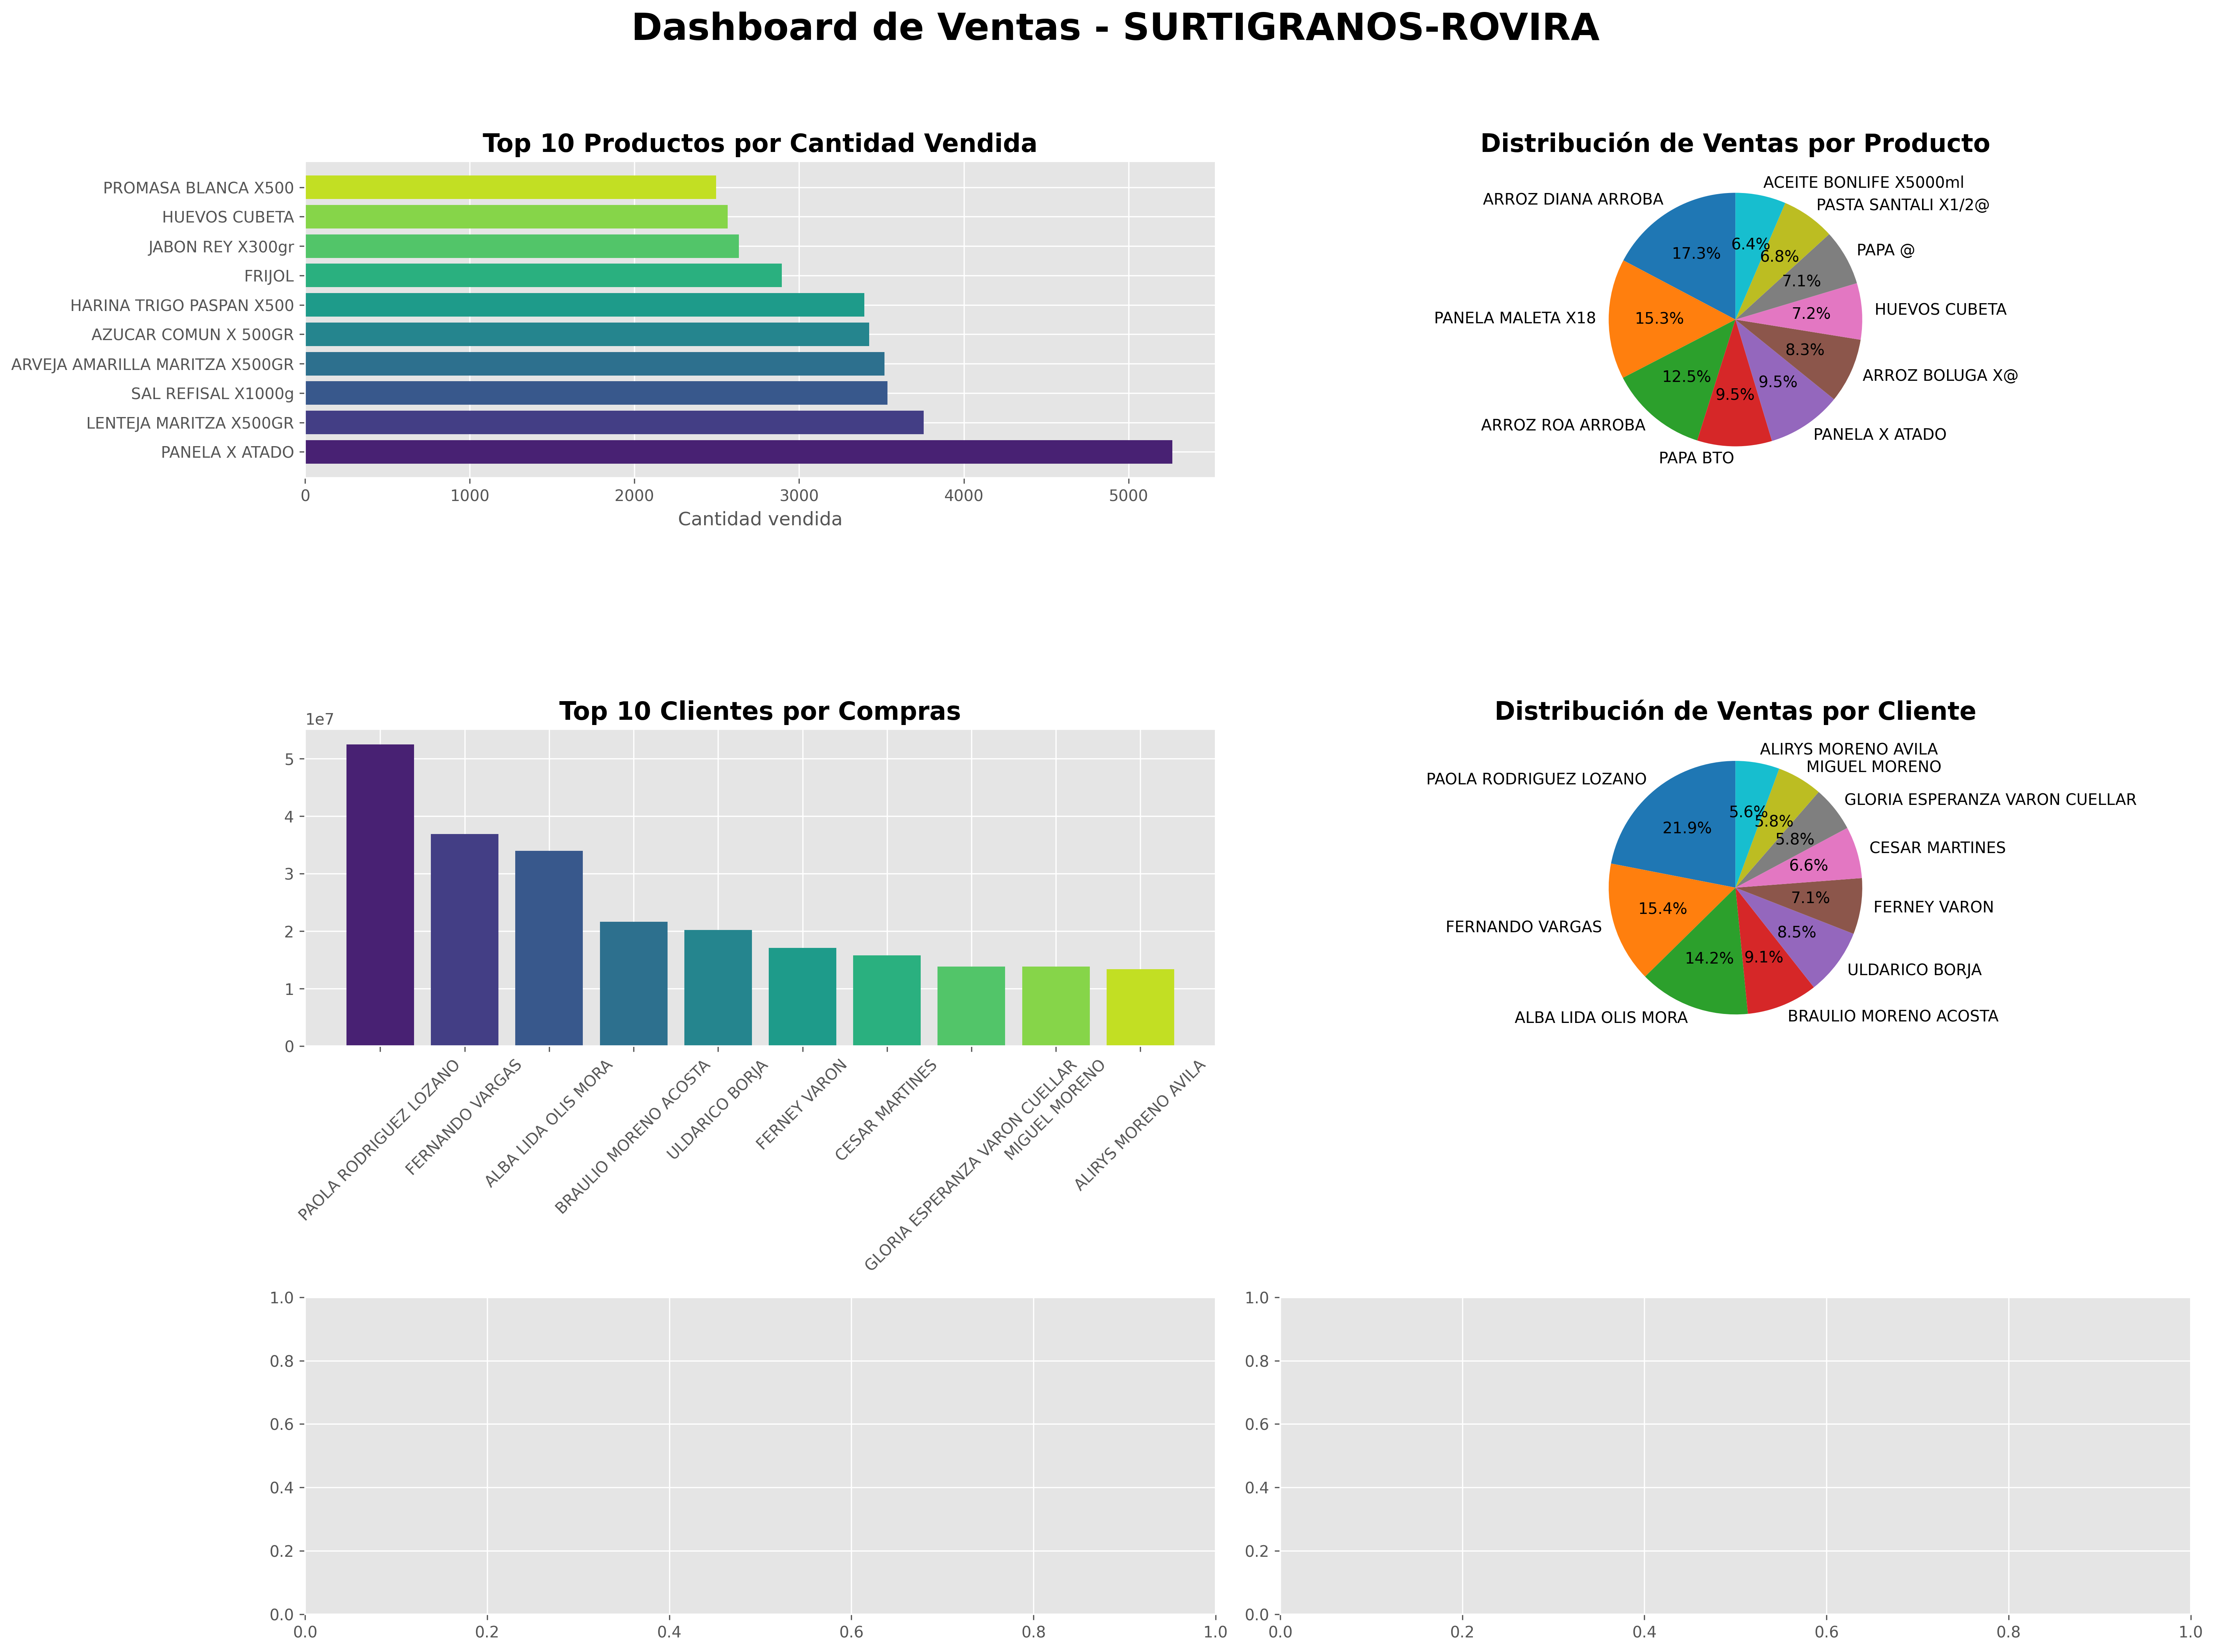 Dashboard de Ventas - SURTIGRANOS-ROVIRA
Top 10 Productos por Cantidad Vendida
PROMASA BLANCA X500
HUEVOS CUBETA
JABON REY X300gr
FRIJOL
HARINA TRIGO PASPAN X500
AZUCAR COMUN X 500GR
ARVEJA AMARILLA MARITZA X500GR
SAL REFISAL X1000g
LENTEJA MARITZA X500GR
PANELA X ATADO
0 1000 2000 3000 4000 5000
Cantidad vendida
Distribución de Ventas por Producto
ACEITE BONLIFE X5000ml
PASTA SANTALI X1/2@
ARROZ DIANA ARROBA
PAPA @
PANELA MALETA X18
HUEVOS CUBETA
ARROZ BOLUGA X@
ARROZ ROA ARROBA
PANELA X ATADO
PAPA BTO
6.4%
17.3%
6.8%
7.1%
7.2%
15.3%
8.3%
12.5%
9.5%
9.5%
Top 10 Clientes por Compras
1e7
5
4
3
2
1
0
PAOLA RODRIGUEZ LOZANO
FERNANDO VARGAS
ALBA LIDA OLIS MORA
BRAULIO MORENO ACOSTA
ULDARICO BORJA
FERNEY VARON
CESAR MARTINES
GLORIA ESPERANZA VARON CUELLAR
MIGUEL MORENO
ALIRYS MORENO AVILA
Distribución de Ventas por Cliente
ALIRYS MORENO AVILA
MIGUEL MORENO
PAOLA RODRIGUEZ LOZANO
GLORIA ESPERANZA VARON CUELLAR
CESAR MARTINES
FERNEY VARON
FERNANDO VARGAS
ULDARICO BORJA
BRAULIO MORENO ACOSTA
ALBA LIDA OLIS MORA
5.6%
5.8%
21.9%
5.8%
6.6%
7.1%
15.4%
8.5%
9.1%
14.2%
1.0
0.8
0.6
0.4
0.2
0.0
0.0 0.2 0.4 0.6 0.8 1.0
1.0
0.8
0.6
0.4
0.2
0.0
0.0 0.2 0.4 0.6 0.8 1.0